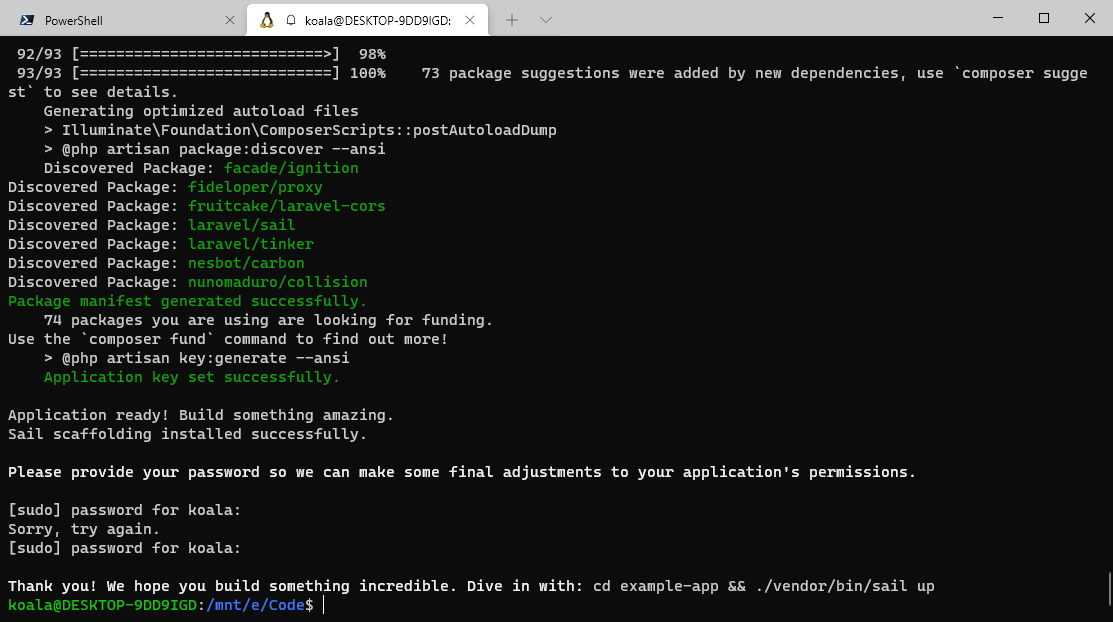 PowerShell
koala@DESKTOP-9DD9IGD:
 92/93 [===========================>]  98%
 93/93 [============================] 100%    73 package suggestions were added by new dependencies, use `composer sugge
st` to see details.
    Generating optimized autoload files
    > Illuminate\Foundation\ComposerScripts::postAutoloadDump
    > @php artisan package:discover --ansi
    Discovered Package: facade/ignition
Discovered Package: fideloper/proxy
Discovered Package: fruitcake/laravel-cors
Discovered Package: laravel/sail
Discovered Package: laravel/tinker
Discovered Package: nesbot/carbon
Discovered Package: nunomaduro/collision
Package manifest generated successfully.
    74 packages you are using are looking for funding.
Use the `composer fund` command to find out more!
    > @php artisan key:generate --ansi
    Application key set successfully.

Application ready! Build something amazing.
Sail scaffolding installed successfully.

Please provide your password so we can make some final adjustments to your application's permissions.

[sudo] password for koala:
Sorry, try again.
[sudo] password for koala:

Thank you! We hope you build something incredible. Dive in with: cd example-app && ./vendor/bin/sail up
koala@DESKTOP-9DD9IGD:/mnt/e/Code$